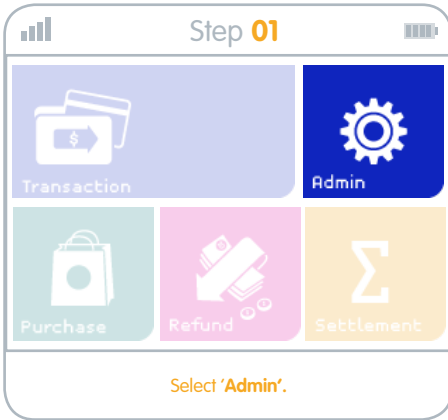 Step 01
$
Transaction
Admin
Purchase
Refund
Σ
Settlement
Select ‘Admin’.